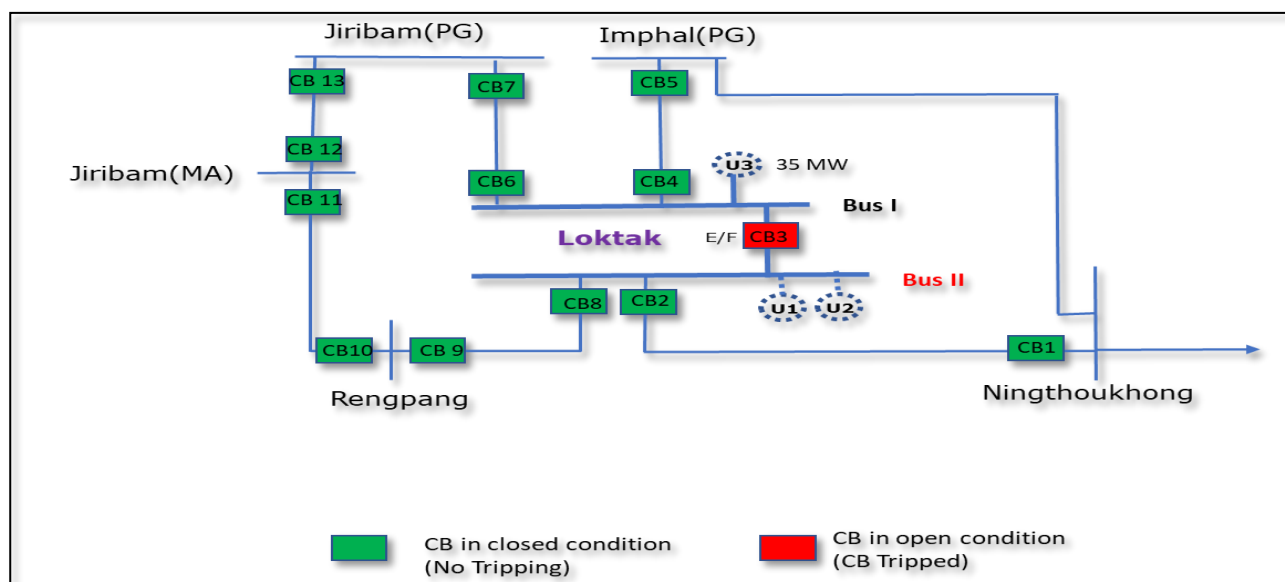 Jiribam(PG)
Imphal(PG)
CB 13
CB7
CB5
CB 12
Jiribam(MA)
U3
35 MW
CB6
CB4
CB 11
Bus I
Loktak
E/F
CB3
Bus II
CB8
CB2
U1
U2
CB10
CB 9
CB1
Rengpang
Ningthoukhong
CB in closed condition
(No Tripping)
CB in open condition
(CB Tripped)